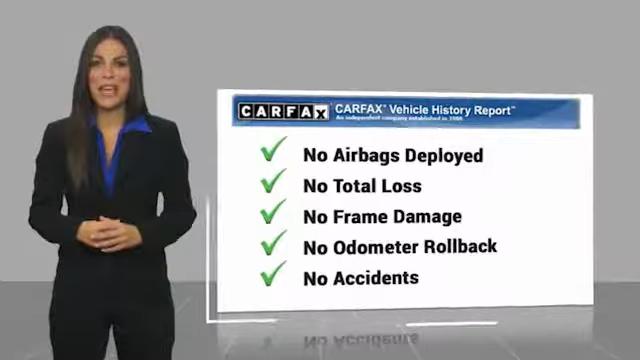 CARFAX CARFAX Vehicle History Report™
An independent company established in 1986
No Airbags Deployed
No Total Loss
No Frame Damage
No Odometer Rollback
No Accidents